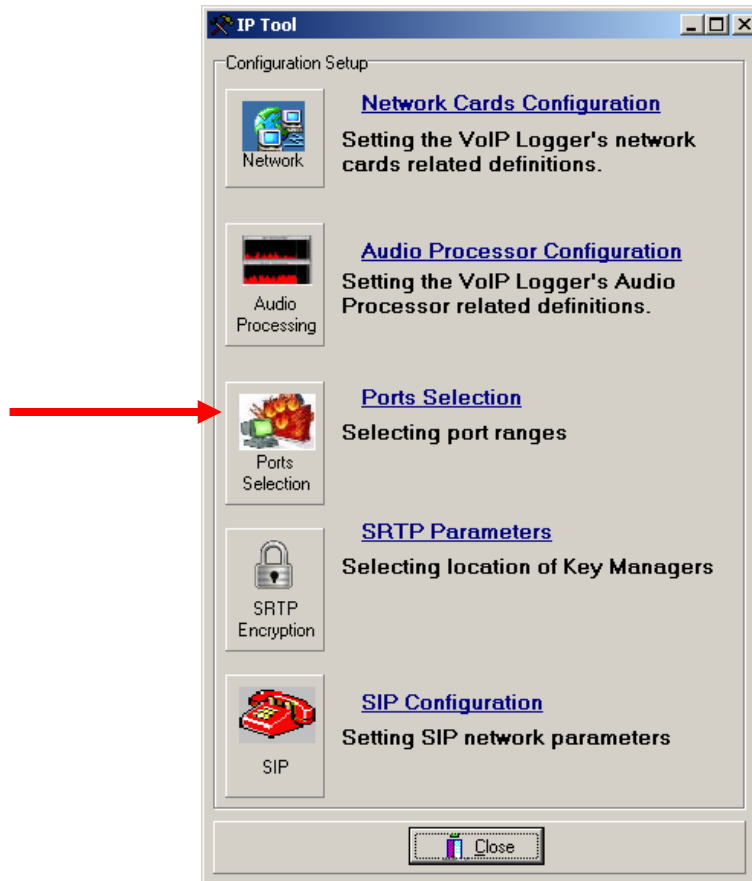 IP Tool
Configuration Setup
Network
Network Cards Configuration
Setting the VoIP Logger's network
cards related definitions.
Audio
Processing
Audio Processor Configuration
Setting the VoIP Logger's Audio
Processor related definitions.
Ports
Selection
Ports Selection
Selecting port ranges
SRTP
Encryption
SRTP Parameters
Selecting location of Key Managers
SIP
SIP Configuration
Setting SIP network parameters
Close